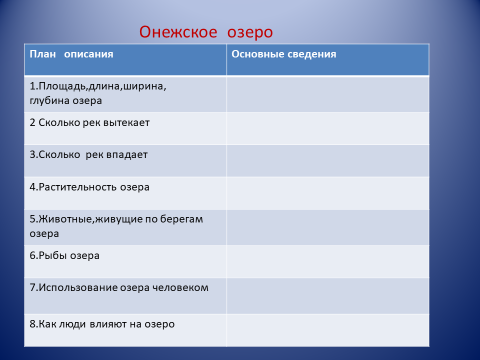 Онежское озеро
План описания
Основные сведения
1.Площадь,длина,ширина,
глубина озера
2 Сколько рек вытекает
3.Сколько рек впадает
4.Растительность озера
5.Животные,живущие по берегам
озера
6.Рыбы озера
7.Использование озера человеком
8.Как люди влияют на озеро